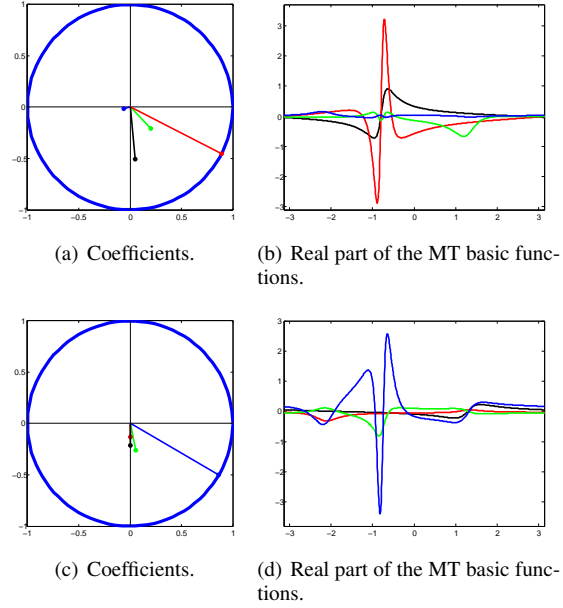 1
0.5
0
−0.5
−1
−1 −0.5 0 0.5 1
3
2
1
0
−1
−2
−3 −2 −1 0 1 2 3
(a) Coefficients.
(b) Real part of the MT basic func-
tions.
1
0.5
0
−0.5
−1
−1 −0.5 0 0.5 1
3
2
1
0
−1
−2
−3
−3 −2 −1 0 1 2 3
(c) Coefficients.
(d) Real part of the MT basic func-
tions.